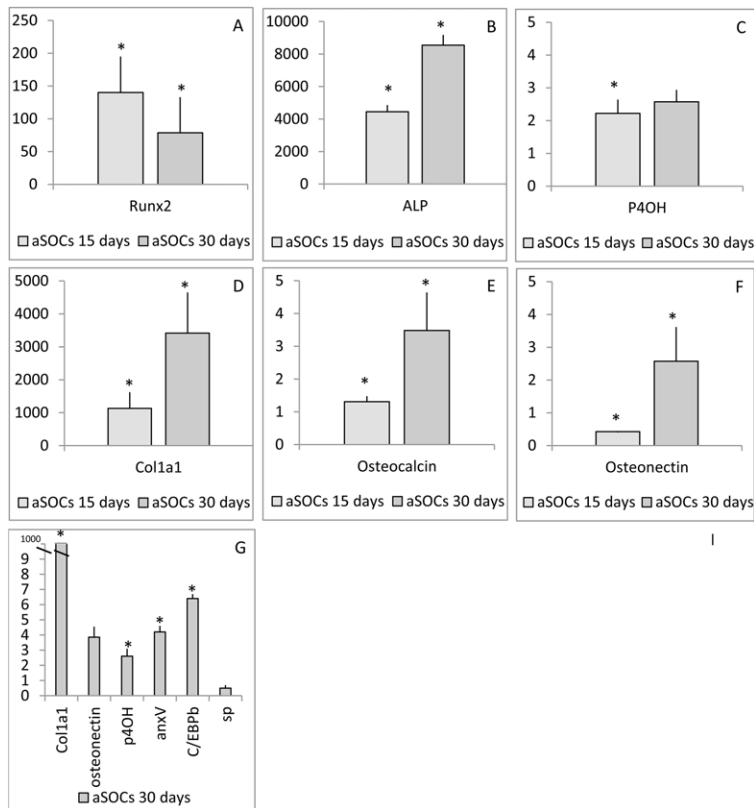 A
250
200
150
100
50
0
*
*
Runx2
aSOCs 15 days aSOCs 30 days
B
10000
8000
6000
4000
2000
0
*
*
ALP
aSOCs 15 days aSOCs 30 days
C
5
4
3
2
1
0
*
P4OH
aSOCs 15 days aSOCs 30 days
D
5000
4000
3000
2000
1000
0
*
*
Col1a1
aSOCs 15 days aSOCs 30 days
E
5
4
3
2
1
0
*
*
Osteocalcin
aSOCs 15 days aSOCs 30 days
F
5
4
3
2
1
0
*
*
Osteonectin
aSOCs 15 days aSOCs 30 days
G
1000
9
8
7
6
5
4
3
2
1
0
*
*
*
*
Col1a1
osteonectin
p4OH
anxV
C/EBPb
sp
aSOCs 30 days
I